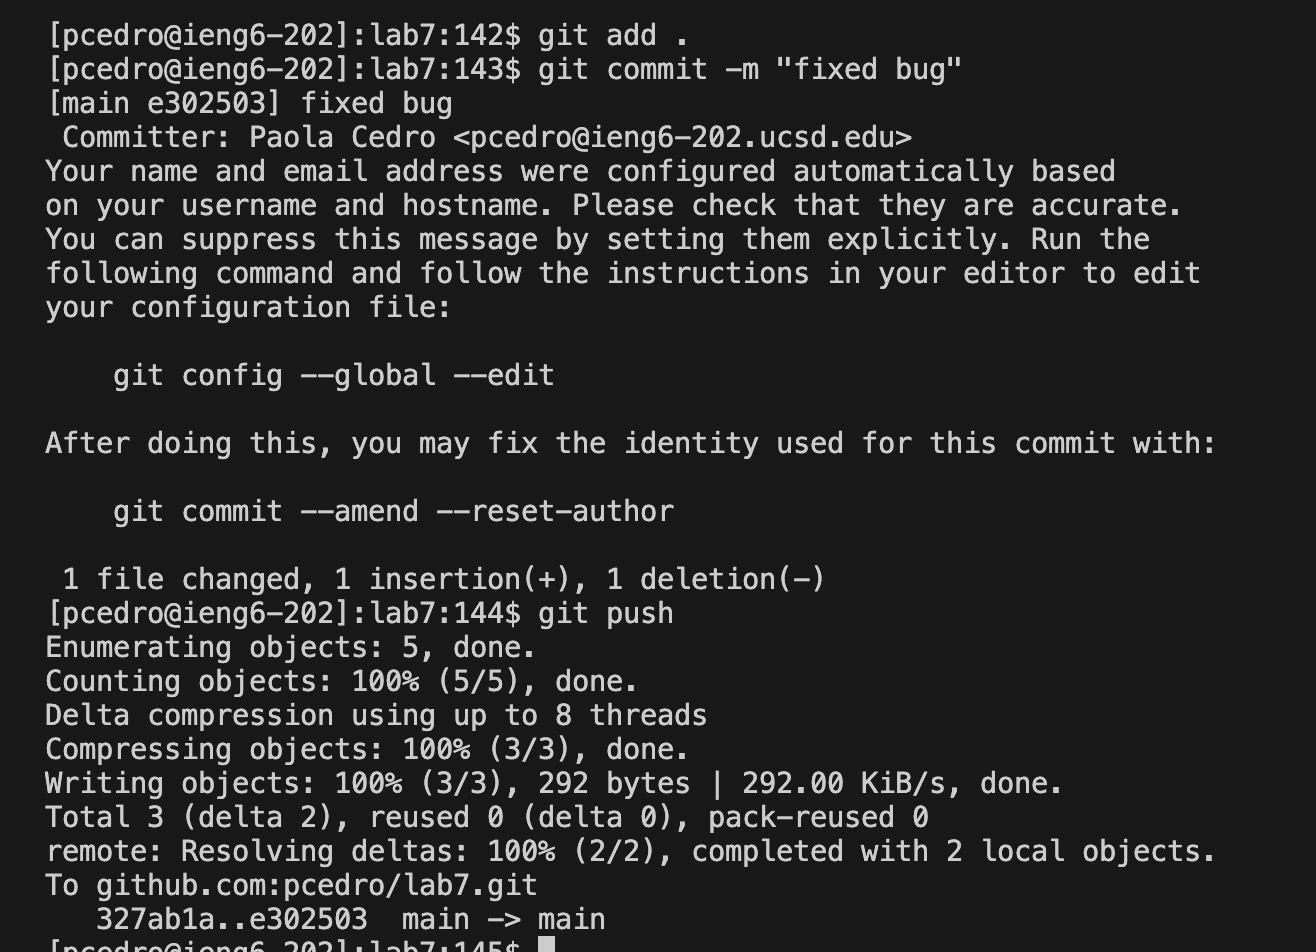 [pcedro@ieng6-202]:lab7:142$ git add .
[pcedro@ieng6-202]:lab7:143$ git commit -m "fixed bug"
[main e302503] fixed bug
 Committer: Paola Cedro <pcedro@ieng6-202.ucsd.edu>
Your name and email address were configured automatically based
on your username and hostname. Please check that they are accurate.
You can suppress this message by setting them explicitly. Run the
following command and follow the instructions in your editor to edit
your configuration file:

    git config --global --edit

After doing this, you may fix the identity used for this commit with:

    git commit --amend --reset-author

 1 file changed, 1 insertion(+), 1 deletion(-)
[pcedro@ieng6-202]:lab7:144$ git push
Enumerating objects: 5, done.
Counting objects: 100% (5/5), done.
Delta compression using up to 8 threads
Compressing objects: 100% (3/3), done.
Writing objects: 100% (3/3), 292 bytes | 292.00 KiB/s, done.
Total 3 (delta 2), reused 0 (delta 0), pack-reused 0
remote: Resolving deltas: 100% (2/2), completed with 2 local objects.
To github.com:pcedro/lab7.git
   327ab1a..e302503  main -> main
[pcedro@ieng6-202]:lab7:145$